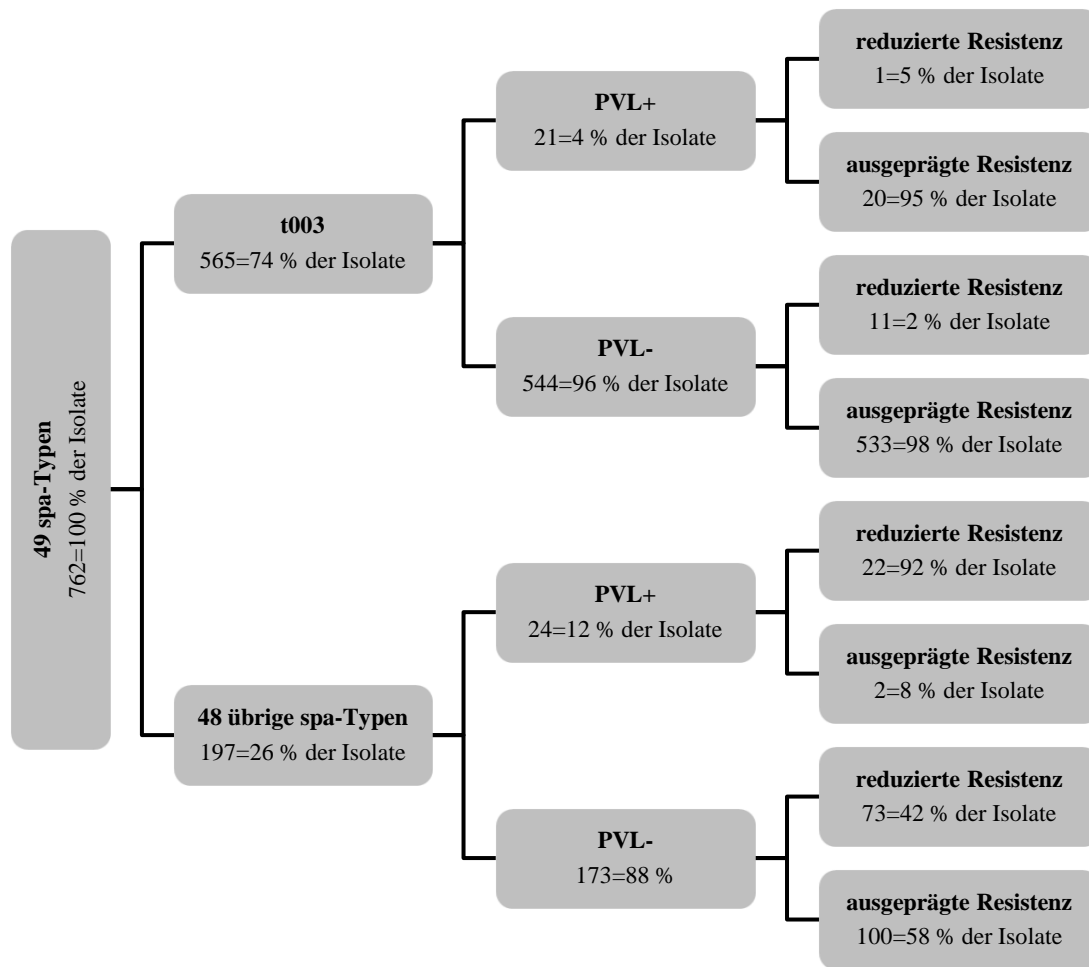 49 spa-Typen
762=100 % der Isolate
t003
565=74 % der Isolate
PVL+
21=4 % der Isolate
reduzierte Resistenz
1=5 % der Isolate
ausgeprägte Resistenz
20=95 % der Isolate
PVL-
544=96 % der Isolate
reduzierte Resistenz
11=2 % der Isolate
ausgeprägte Resistenz
533=98 % der Isolate
48 übrige spa-Typen
197=26 % der Isolate
PVL+
24=12 % der Isolate
reduzierte Resistenz
22=92 % der Isolate
ausgeprägte Resistenz
2=8 % der Isolate
PVL-
173=88 %
reduzierte Resistenz
73=42 % der Isolate
ausgeprägte Resistenz
100=58 % der Isolate